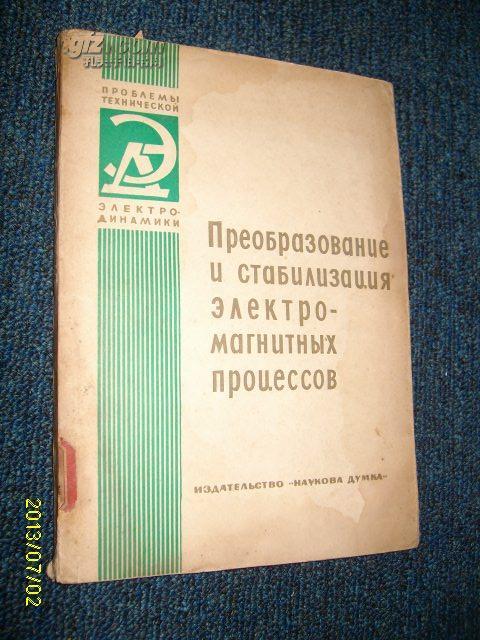 ПРОБЛЕМЫ
ТЕХНИЧЕСКОЙ
ЭЛЕКТРО-
ДИНАМИКИ
Преобразование
и стабилизация
электро-
магнитных
процессов
ИЗДАТЕЛЬСТВО «НАУКОВА ДУМКА»
2013/07/02